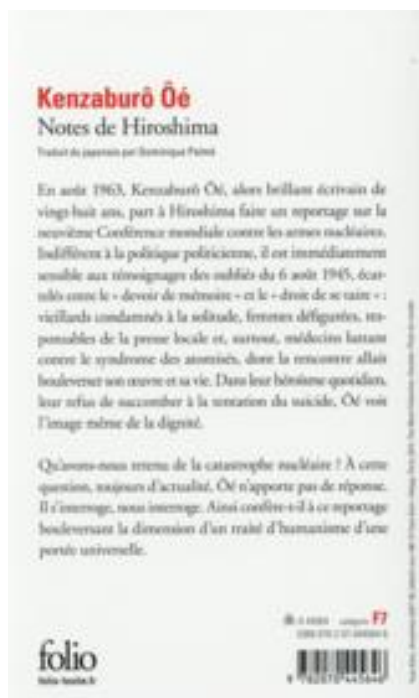 Kenzaburô Ôé
Notes de Hiroshima
Traduit du japonais par Dominique Palmé
En août 1963, Kenzaburô Ôé, alors brillant écrivain de
vingt-huit ans, part à Hiroshima faire un reportage sur la
neuvième Conférence mondiale contre les armes nucléaires.
Indifférent à la politique politicienne, il est immédiatement
sensible aux témoignages des oubliés du 6 août 1945, écar-
telés entre le « devoir de mémoire » et le « droit de se taire » :
vieillards condamnés à la solitude, femmes défigurées, res-
ponsables de la presse locale et, surtout, médecins luttant
contre le syndrome des atomisés, dont la rencontre allait
bouleverser son œuvre et sa vie. Dans leur héroïsme quotidien,
leur refus de succomber à la tentation du suicide, Ôé voit
l'image même de la dignité.
Qu'avons-nous retenu de la catastrophe nucléaire ? À cette
question, toujours d'actualité, Ôé n'apporte pas de réponse.
Il s'interroge, nous interroge. Ainsi confère-t-il à ce reportage
bouleversant la dimension d'un traité d'humanisme d'une
portée universelle.
catégorie F7
folio
folio-lesite.fr